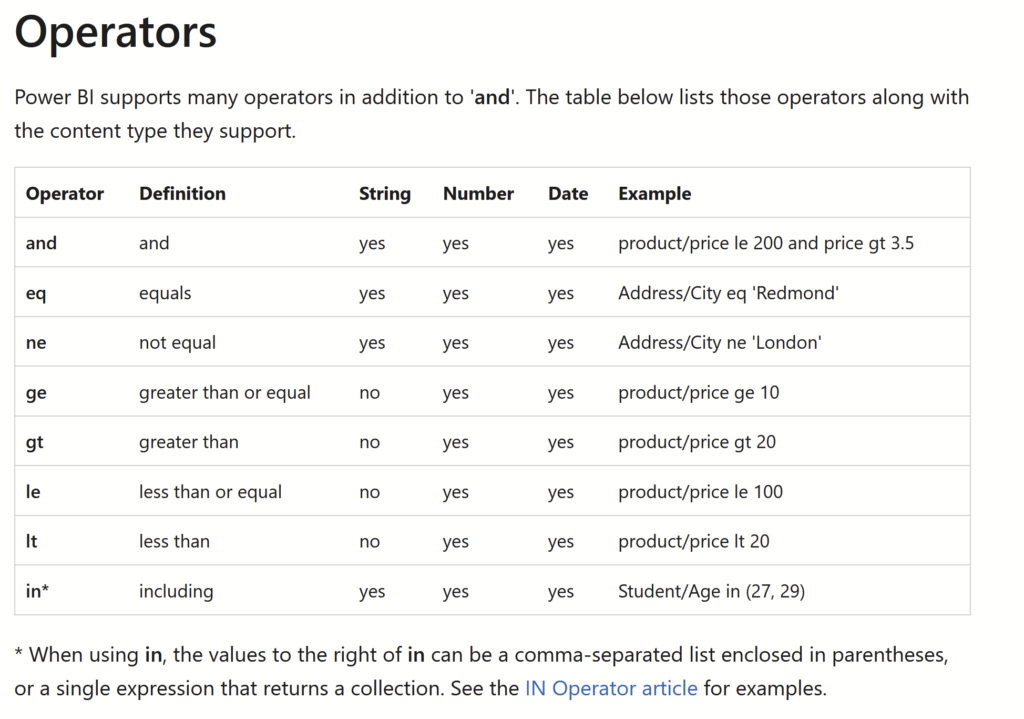 Operators
Power BI supports many operators in addition to 'and'. The table below lists those operators along with
the content type they support.
Operator Definition String Number Date Example
and and yes yes yes product/price le 200 and price gt 3.5
eq equals yes yes yes Address/City eq 'Redmond'
ne not equal yes yes yes Address/City ne 'London'
ge greater than or equal no yes yes product/price ge 10
gt greater than no yes yes product/price gt 20
le less than or equal no yes yes product/price le 100
lt less than no yes yes product/price lt 20
in* including yes yes yes Student/Age in (27, 29)
* When using in, the values to the right of in can be a comma-separated list enclosed in parentheses,
or a single expression that returns a collection. See the IN Operator article for examples.